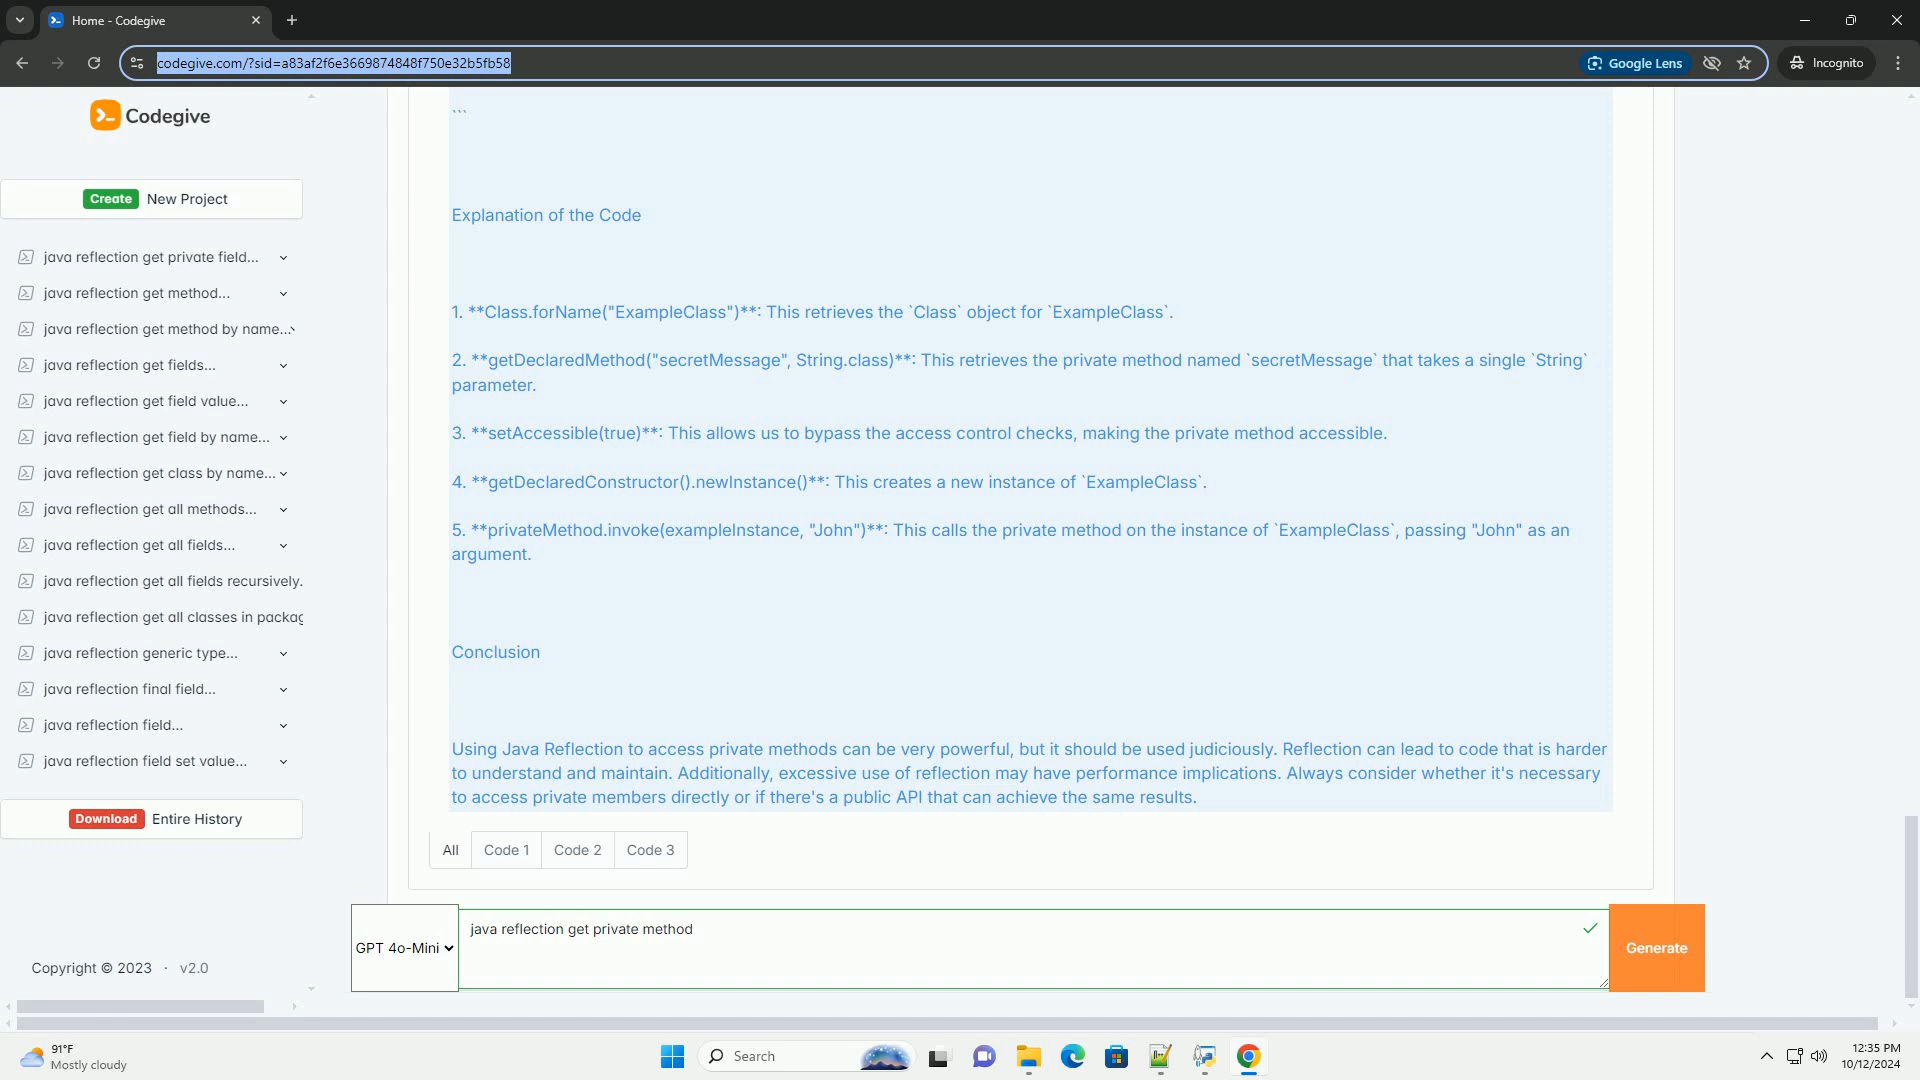 Home - Codegive
codegive.com/?sid=a83af2f6e3669874848f750e32b5fb58
Google Lens
Incognito
Codegive
Create New Project
java reflection get private field...
java reflection get method...
java reflection get method by name...
java reflection get fields...
java reflection get field value...
java reflection get field by name...
java reflection get class by name...
java reflection get all methods...
java reflection get all fields...
java reflection get all fields recursively.
java reflection get all classes in packag
java reflection generic type...
java reflection final field...
java reflection field...
java reflection field set value...
Download Entire History
Copyright © 2023 · v2.0
```
Explanation of the Code
1. **Class.forName("ExampleClass")**: This retrieves the `Class` object for `ExampleClass`.
2. **getDeclaredMethod("secretMessage", String.class)**: This retrieves the private method named `secretMessage` that takes a single `String`
parameter.
3. **setAccessible(true)**: This allows us to bypass the access control checks, making the private method accessible.
4. **getDeclaredConstructor().newInstance()**: This creates a new instance of `ExampleClass`.
5. **privateMethod.invoke(exampleInstance, "John")**: This calls the private method on the instance of `ExampleClass`, passing "John" as an
argument.
Conclusion
Using Java Reflection to access private methods can be very powerful, but it should be used judiciously. Reflection can lead to code that is harder
to understand and maintain. Additionally, excessive use of reflection may have performance implications. Always consider whether it's necessary
to access private members directly or if there's a public API that can achieve the same results.
All Code 1 Code 2 Code 3
GPT 4o-Mini
java reflection get private method
Generate
91°F
Mostly cloudy
Search
12:35 PM
10/12/2024